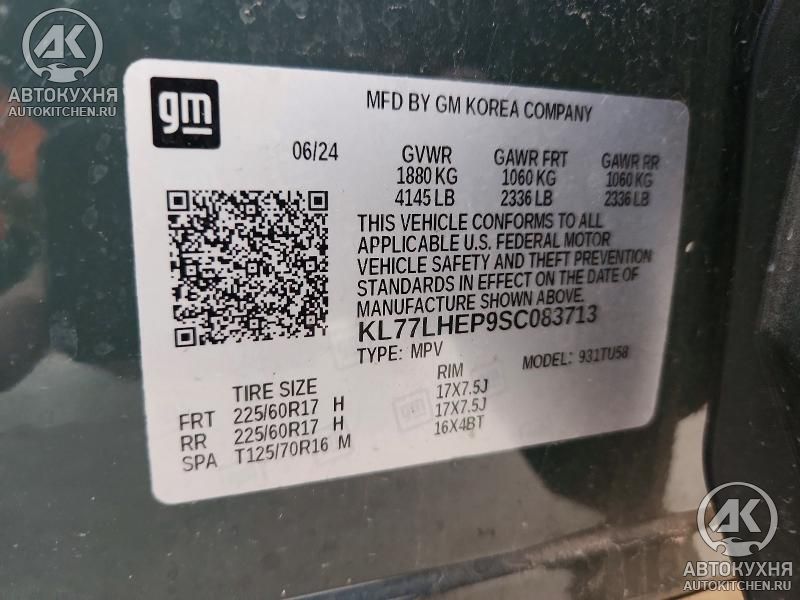 AK
АВТОКУХНЯ
AUTOKITCHEN.RU
gm
MFD BY GM KOREA COMPANY
06/24
GVWR GAWR FRT GAWR RR
1880 KG 1060 KG 1060 KG
4145 LB 2336 LB 2336 LB
THIS VEHICLE CONFORMS TO ALL
APPLICABLE U.S. FEDERAL MOTOR
VEHICLE SAFETY AND THEFT PREVENTION
STANDARDS IN EFFECT ON THE DATE OF
MANUFACTURE SHOWN ABOVE.
KL77LHEP9SC083713
TYPE: MPV MODEL: 931TU58
TIRE SIZE RIM
FRT 225/60R17 H 17X7.5J
RR 225/60R17 H 17X7.5J
SPA T125/70R16 M 16X4BT
AK
АВТОКУХНЯ
AUTOKITCHEN.RU